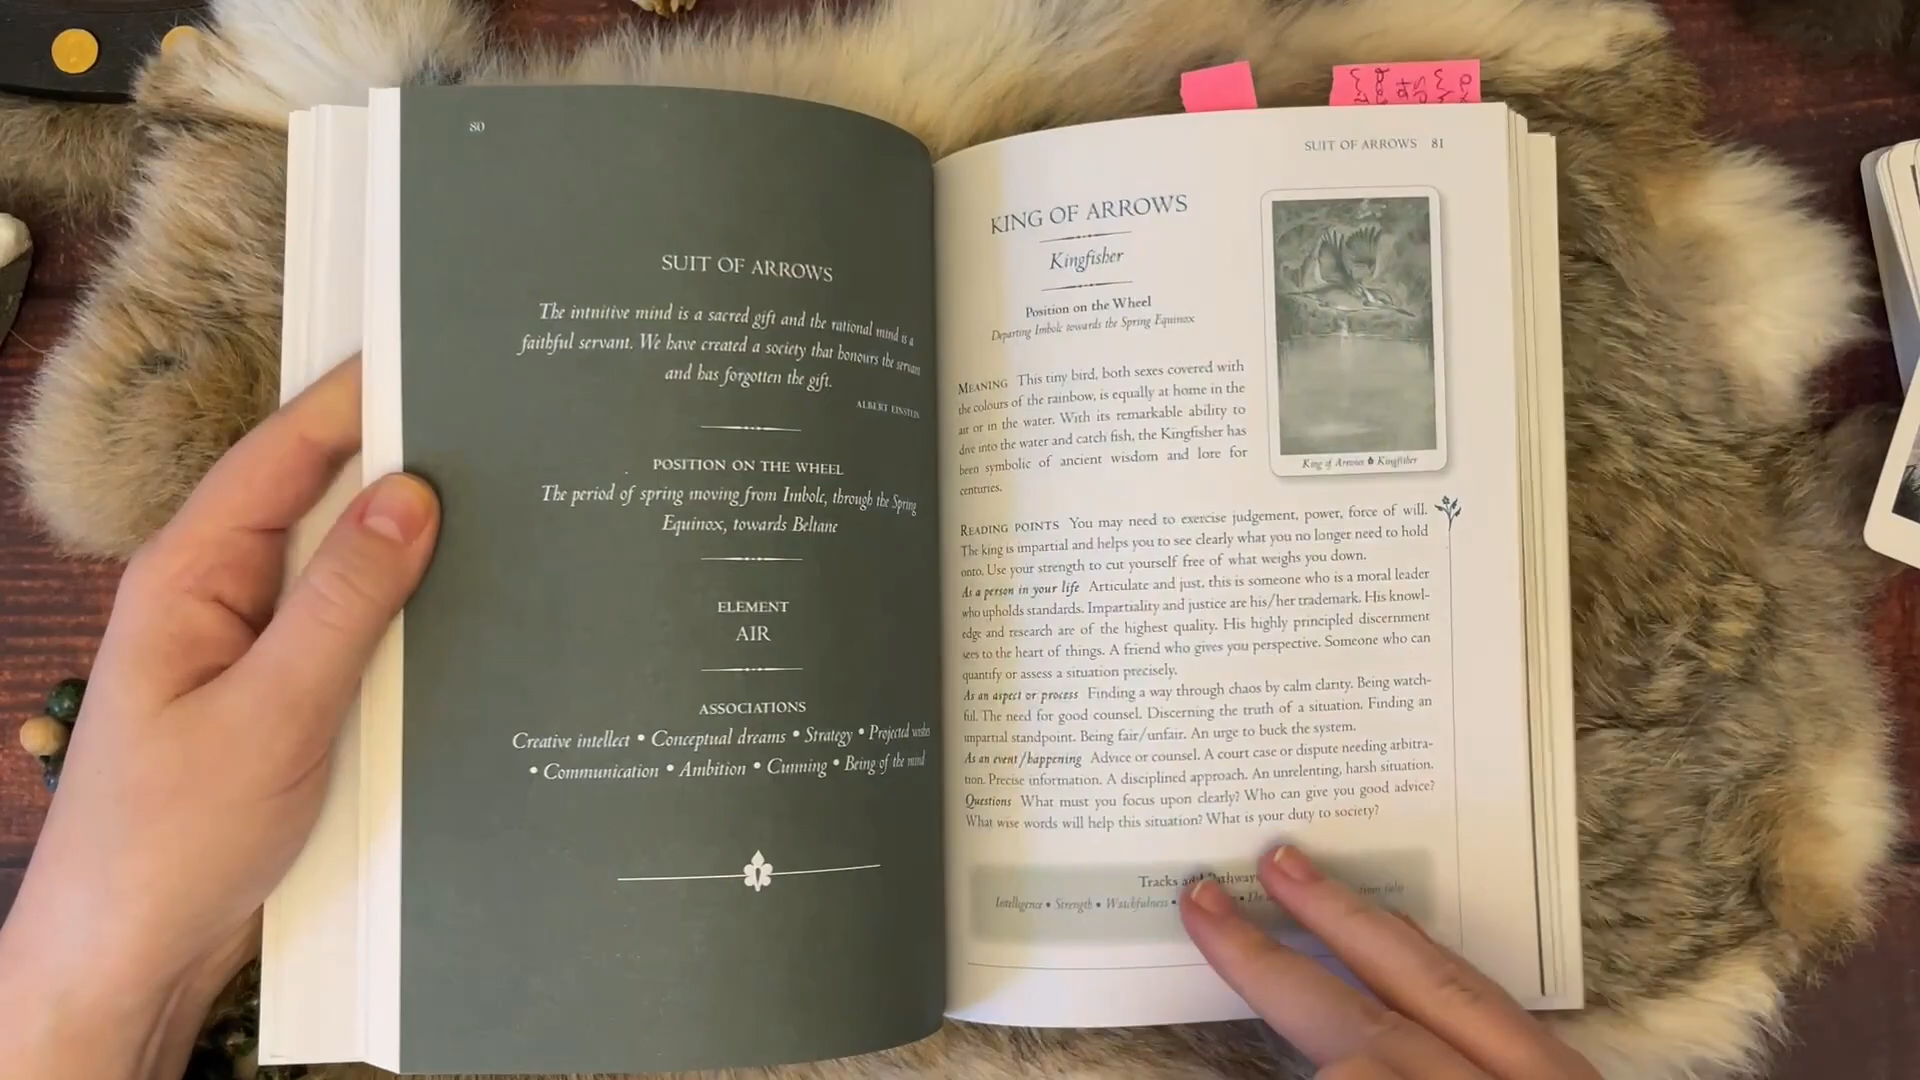 80
SUIT OF ARROWS
The intuitive mind is a sacred gift and the rational mind is a
faithful servant. We have created a society that honours the servant
and has forgotten the gift.
ALBERT EINSTEIN
POSITION ON THE WHEEL
The period of spring moving from Imbolc, through the Spring
Equinox, towards Beltane
ELEMENT
AIR
ASSOCIATIONS
Creative intellect • Conceptual dreams • Strategy • Projected wishes
• Communication • Ambition • Cunning • Being of the mind
SUIT OF ARROWS 81
KING OF ARROWS
Kingfisher
Position on the Wheel
Departing Imbolc towards the Spring Equinox
MEANING This tiny bird, both sexes covered with
the colours of the rainbow, is equally at home in the
air or in the water. With its remarkable ability to
dive into the water and catch fish, the Kingfisher has
been symbolic of ancient wisdom and lore for
centuries.
King of Arrows Kingfisher
READING POINTS You may need to exercise judgement, power, force of will.
The king is impartial and helps you to see clearly what you no longer need to hold
onto. Use your strength to cut yourself free of what weighs you down.
As a person in your life Articulate and just, this is someone who is a moral leader
who upholds standards. Impartiality and justice are his/her trademark. His knowl-
edge and research are of the highest quality. His highly principled discernment
sees to the heart of things. A friend who gives you perspective. Someone who can
quantify or assess a situation precisely.
As an aspect or process Finding a way through chaos by calm clarity. Being watch-
ful. The need for good counsel. Discerning the truth of a situation. Finding an
impartial standpoint. Being fair/unfair. An urge to buck the system.
As an event/happening Advice or counsel. A court case or dispute needing arbitra-
tion. Precise information. A disciplined approach. An unrelenting, harsh situation.
Questions What must you focus upon clearly? Who can give you good advice?
What wise words will help this situation? What is your duty to society?
Tracks and Pathways
Intelligence • Strength • Watchfulness •